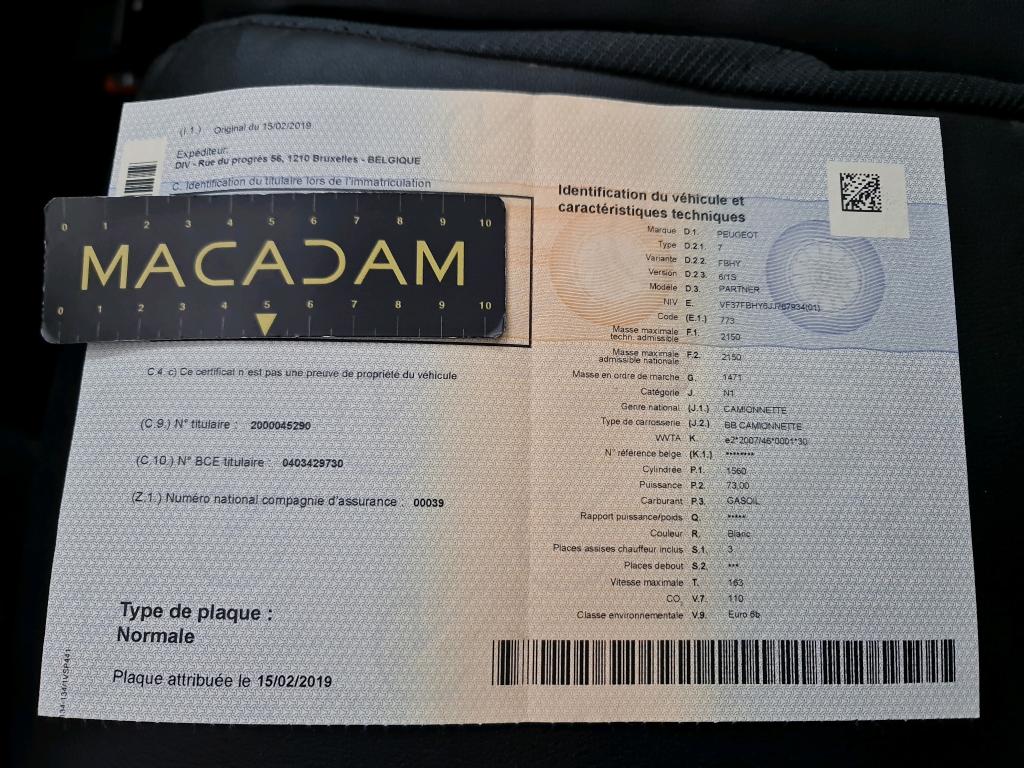 (I.1.) Original du 15/02/2019
Expéditeur:
DIV - Rue du progrès 56, 1210 Bruxelles - BELGIQUE
C. Identification du titulaire lors de l'immatriculation
0 1 2 3 4 5 6 7 8 9 10
MACADAM
0 1 2 3 4 5 6 7 8 9 10
C.4.c) Ce certificat n est pas une preuve de propriété du véhicule
(C.9.) N° titulaire : 2000045290
(C.10.) N° BCE titulaire : 0403429730
(Z.1.) Numéro national compagnie d'assurance : 00039
Type de plaque :
Normale
Plaque attribuée le 15/02/2019
Identification du véhicule et
caractéristiques techniques
Marque D.1. PEUGEOT
Type D.2.1. 7
Variante D.2.2. FBHY
Version D.2.3. 6/1S
Modèle D.3. PARTNER
NIV E. VF37FBHY6JJ767934(01)
Code (E.1.) 773
Masse maximale
techn. admissible F.1. 2150
Masse maximale
admissible nationale F.2. 2150
Masse en ordre de marche G. 1471
Catégorie J. N1
Genre national (J.1.) CAMIONNETTE
Type de carrosserie (J.2.) BB CAMIONNETTE
WVTA K. e2*2007/46*0001*30
N° référence belge (K.1.) ********
Cylindrée P.1. 1560
Puissance P.2. 73,00
Carburant P.3. GASOIL
Rapport puissance/poids Q. *****
Couleur R. Blanc
Places assises chauffeur inclus S.1. 3
Places debout S.2. ***
Vitesse maximale T. 163
CO₂ V.7. 110
Classe environnementale V.9. Euro 6b